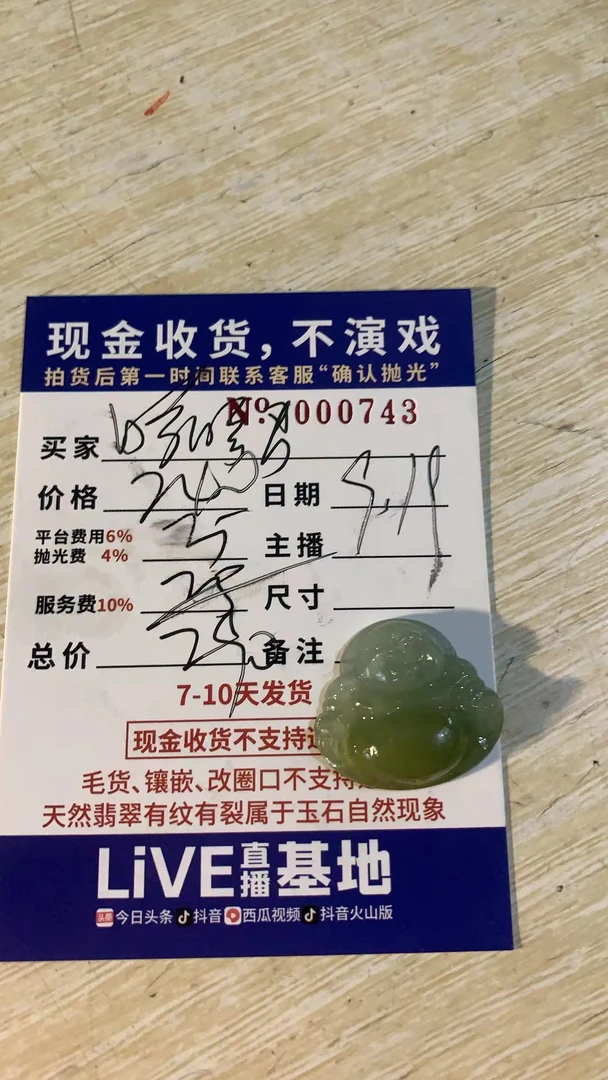 现金收货，不演戏
拍货后第一时间联系客服“确认抛光”
Nº 000743
买家
价格 日期 5.19
平台费用6%
抛光费 4% 25 主播
服务费10% 尺寸
总价 备注
7-10天发货
现金收货不支持
毛货、镶嵌、改圈口不支持
天然翡翠有纹有裂属于玉石自然现象
LiVE直播基地
头条 今日头条 抖音 西瓜视频 抖音火山版